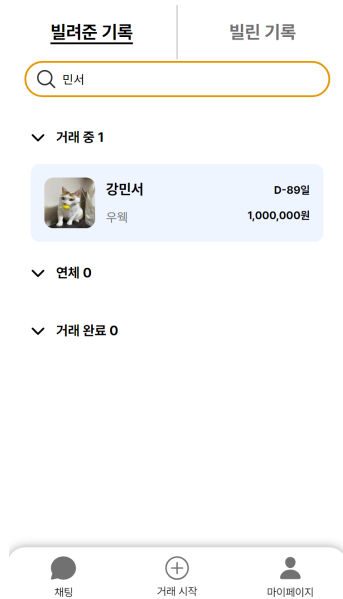 빌려준 기록
빌린 기록
민서
거래 중 1
강민서
D-89일
우웩
1,000,000원
연체 0
거래 완료 0
채팅
거래 시작
마이페이지